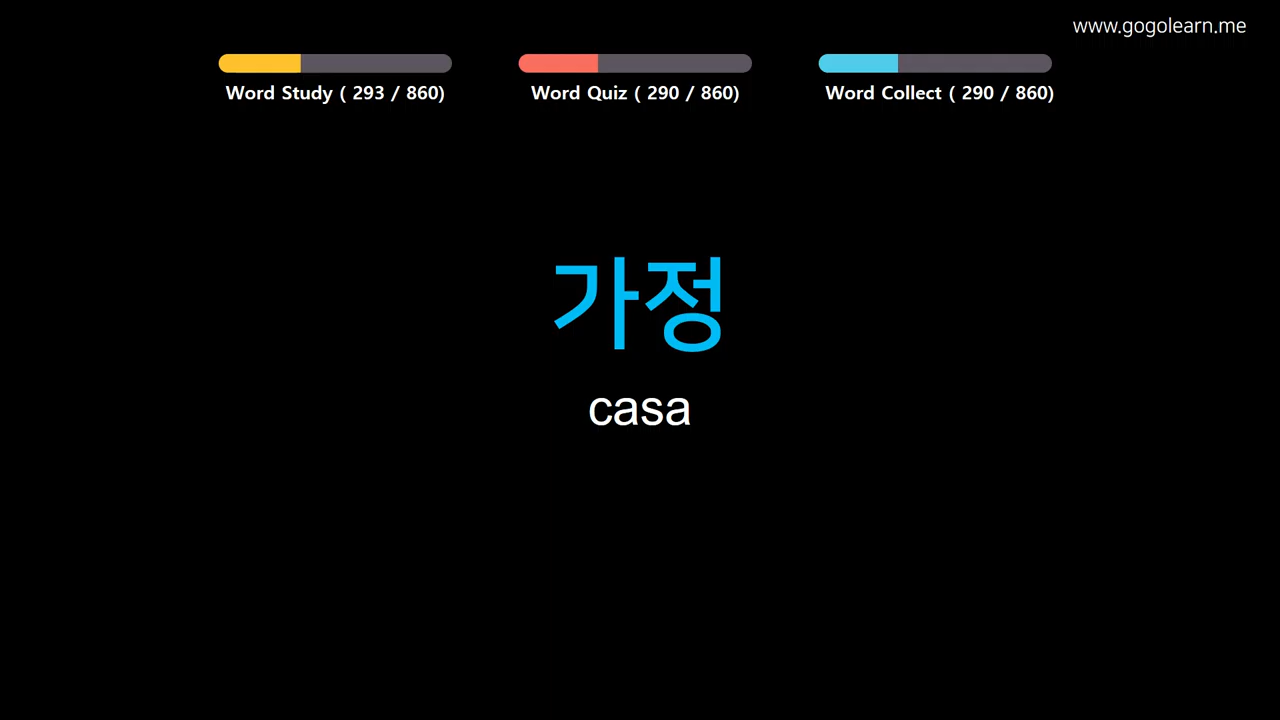 www.gogolearn.me
Word Study ( 293 / 860)
Word Quiz ( 290 / 860)
Word Collect ( 290 / 860)
가정
casa